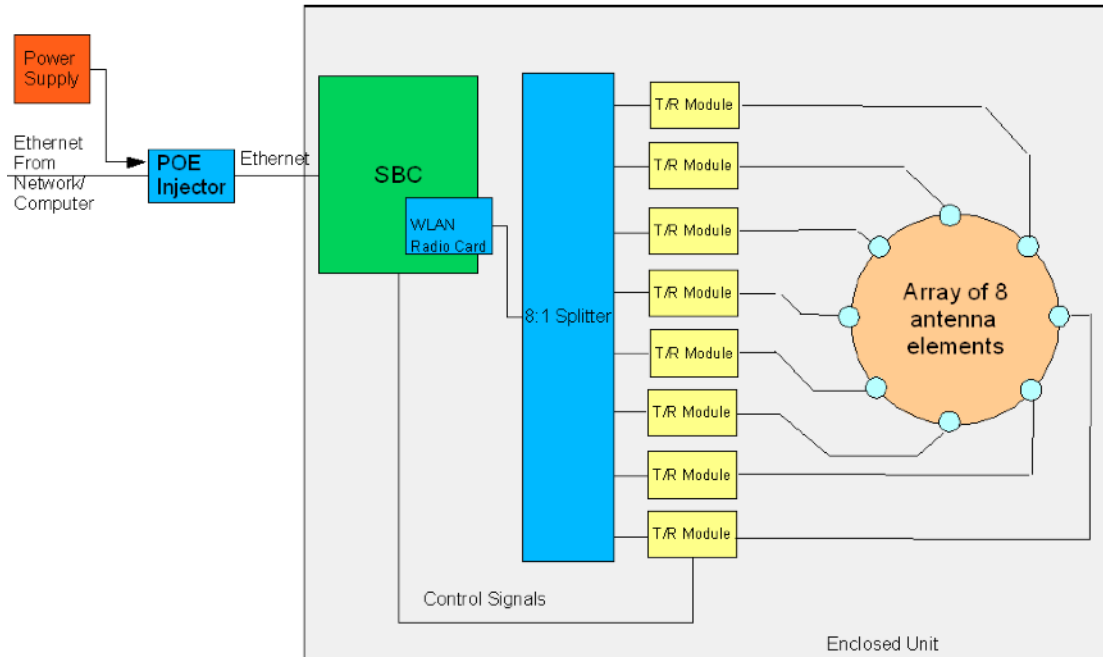 Power
Supply
Ethernet
From
Network/
Computer
POE
Injector
Ethernet
SBC
WLAN
Radio Card
8:1 Splitter
T/R Module
T/R Module
T/R Module
T/R Module
T/R Module
T/R Module
T/R Module
T/R Module
Array of 8
antenna
elements
Control Signals
Enclosed Unit